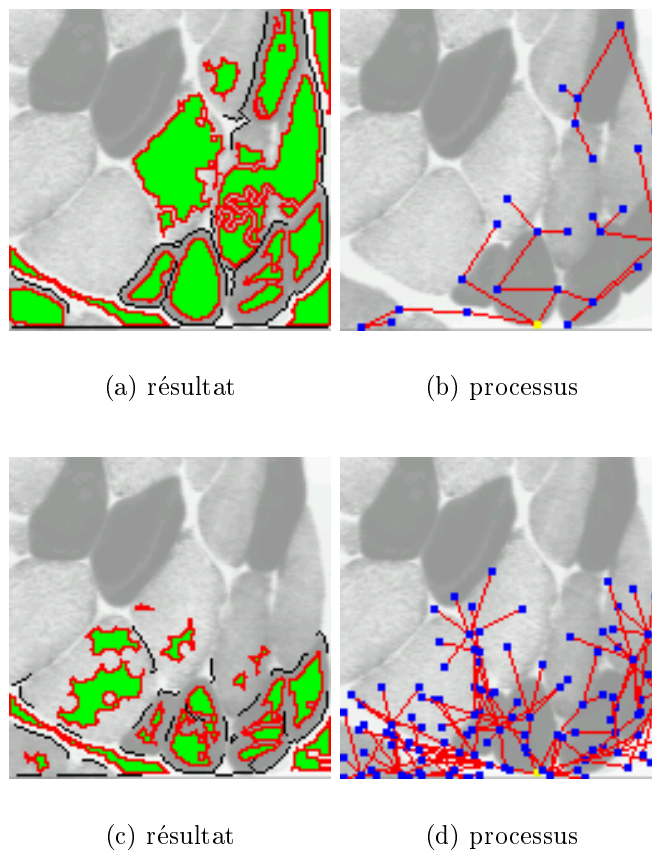 (a) résultat
(b) processus
(c) résultat
(d) processus